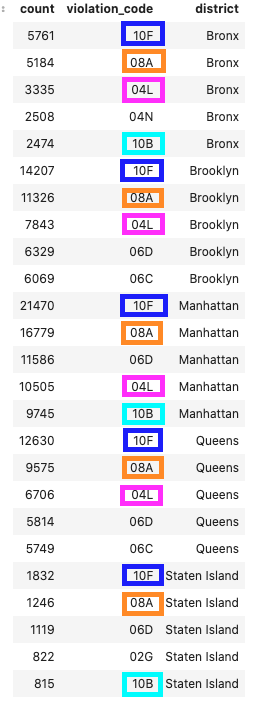 count violation_code district
5761 10F Bronx
5184 08A Bronx
3335 04L Bronx
2508 04N Bronx
2474 10B Bronx
14207 10F Brooklyn
11326 08A Brooklyn
7843 04L Brooklyn
6329 06D Brooklyn
6069 06C Brooklyn
21470 10F Manhattan
16779 08A Manhattan
11586 06D Manhattan
10505 04L Manhattan
9745 10B Manhattan
12630 10F Queens
9575 08A Queens
6706 04L Queens
5814 06D Queens
5749 06C Queens
1832 10F Staten Island
1246 08A Staten Island
1119 06D Staten Island
822 02G Staten Island
815 10B Staten Island